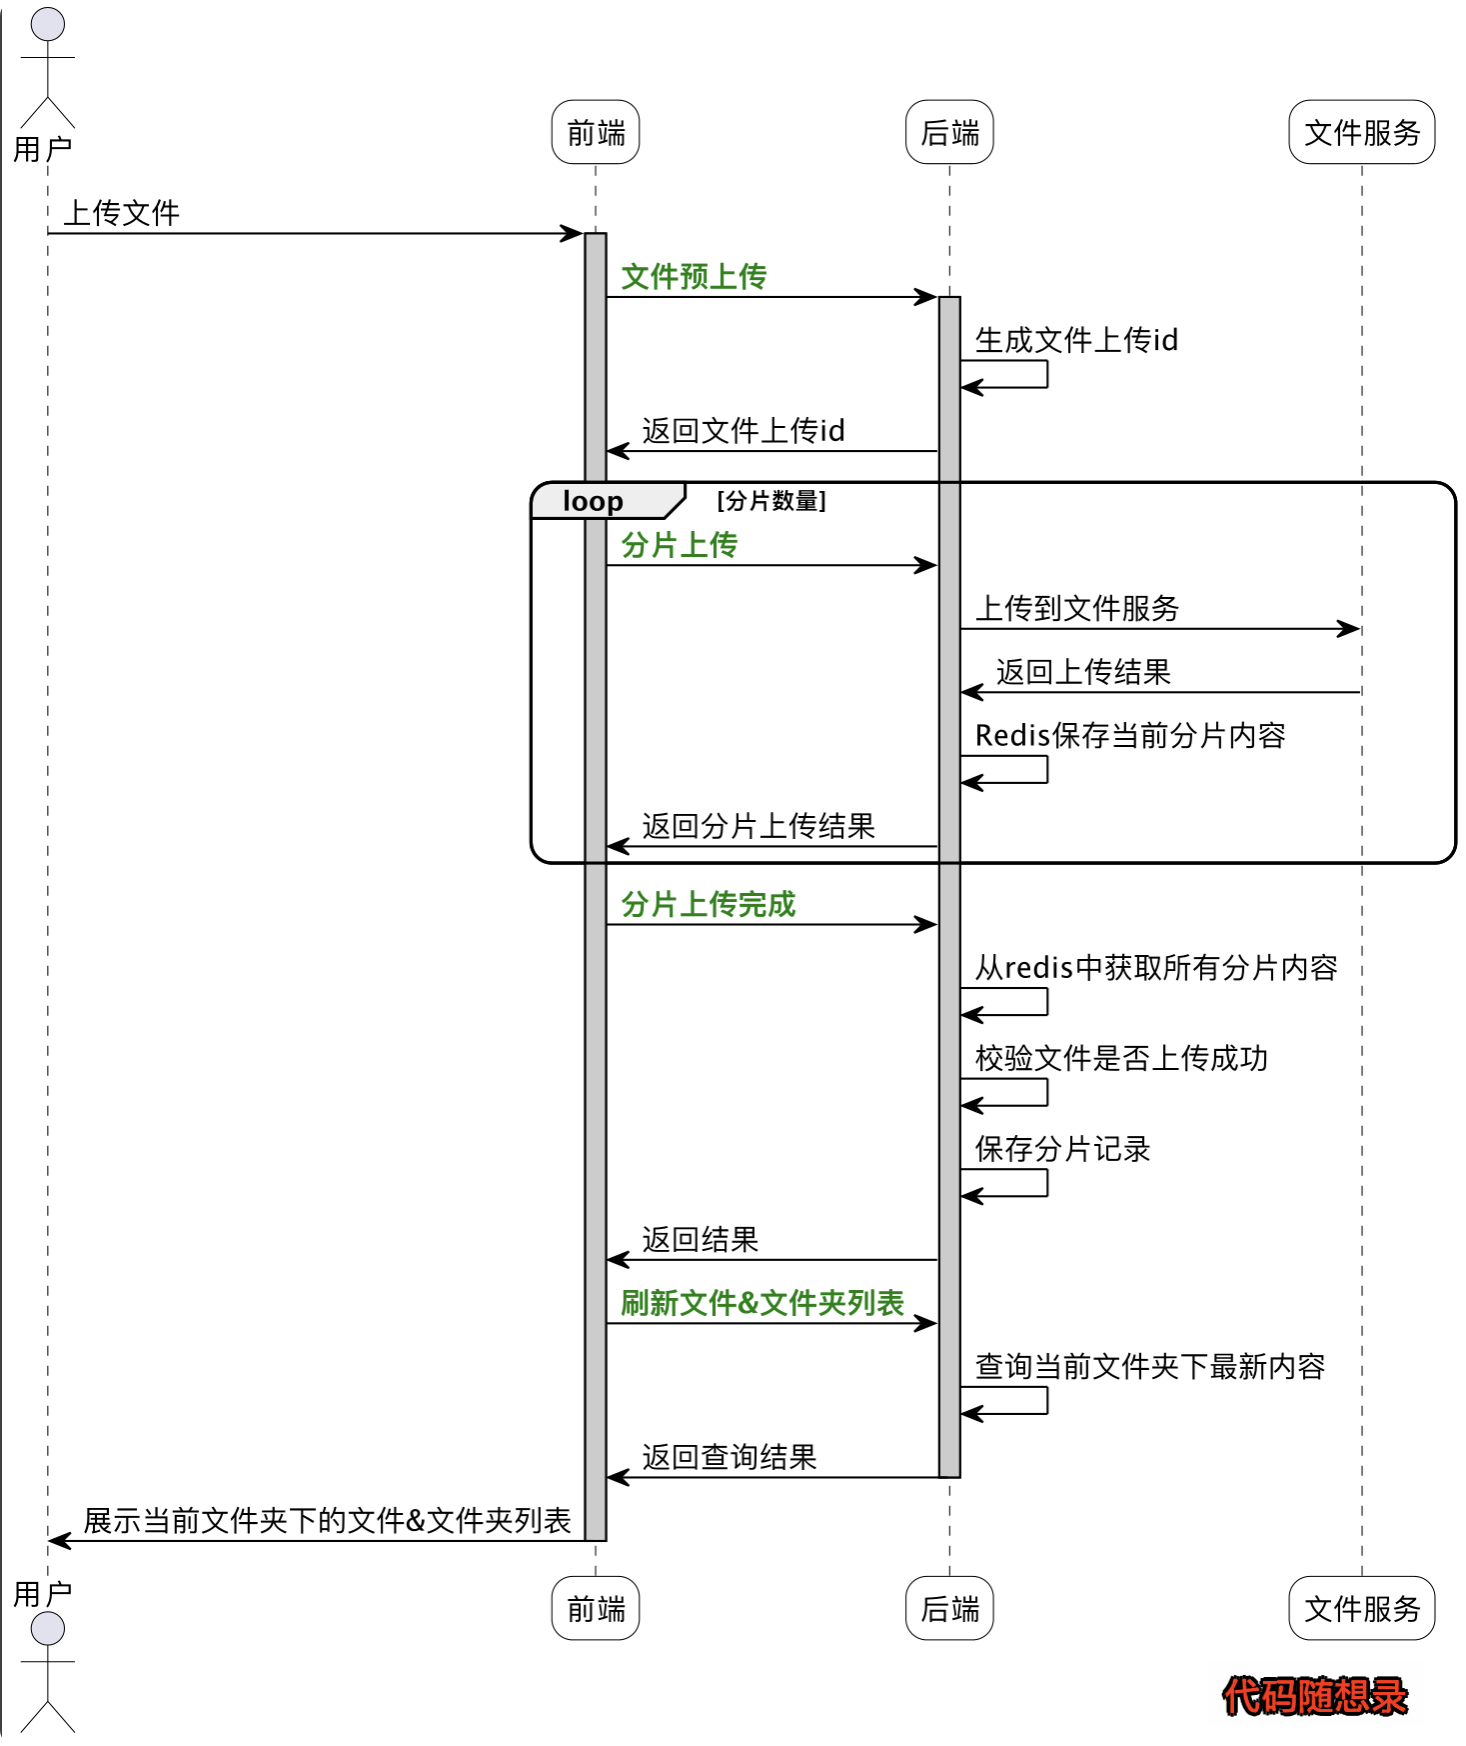 用户
前端
后端
文件服务
上传文件
文件预上传
生成文件上传id
返回文件上传id
loop [分片数量]
分片上传
上传到文件服务
返回上传结果
Redis保存当前分片内容
返回分片上传结果
分片上传完成
从redis中获取所有分片内容
校验文件是否上传成功
保存分片记录
返回结果
刷新文件&文件夹列表
查询当前文件夹下最新内容
返回查询结果
展示当前文件夹下的文件&文件夹列表
用户
前端
后端
文件服务
代码随想录